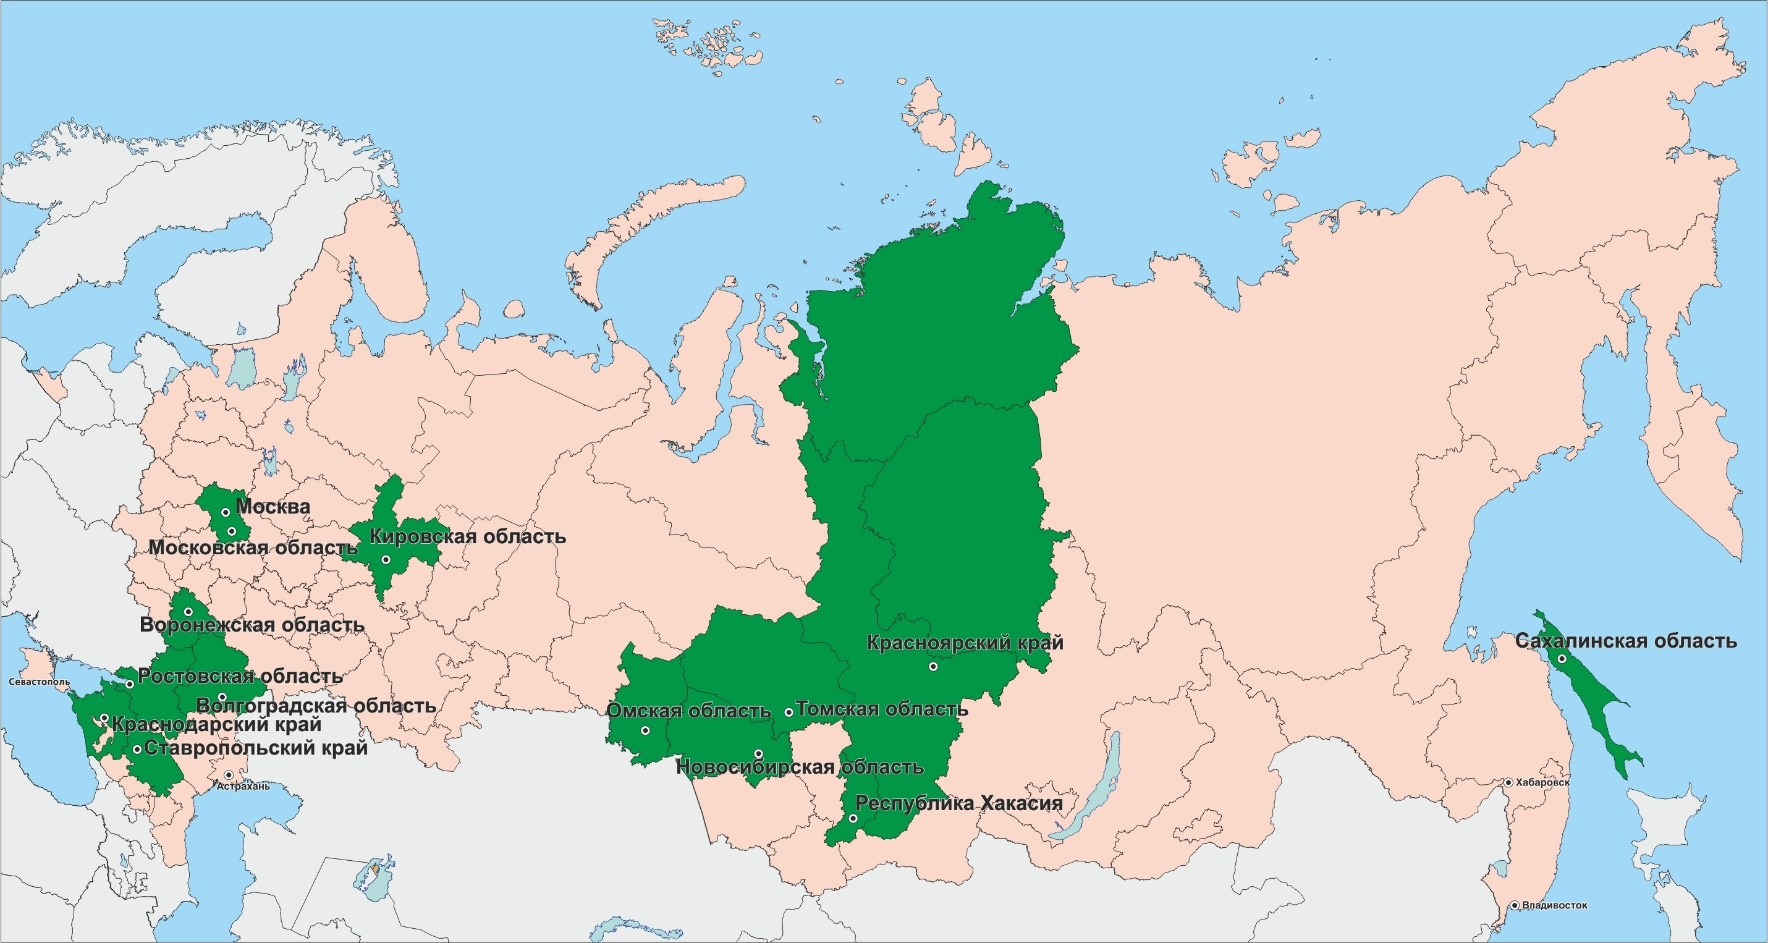 Москва
Кировская область
Московская область
Воронежская область
Красноярский край
Сахалинская область
Ростовская область
Севастополь
Волгоградская область
Омская область
Томская область
Краснодарский край
Ставропольский край
Новосибирская область
Астрахань
Хабаровск
Республика Хакасия
Владивосток